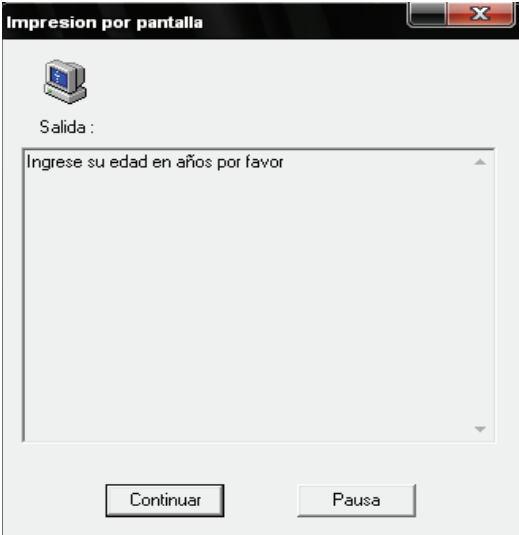 Impresion por pantalla
Salida :
Ingrese su edad en años por favor
Continuar
Pausa